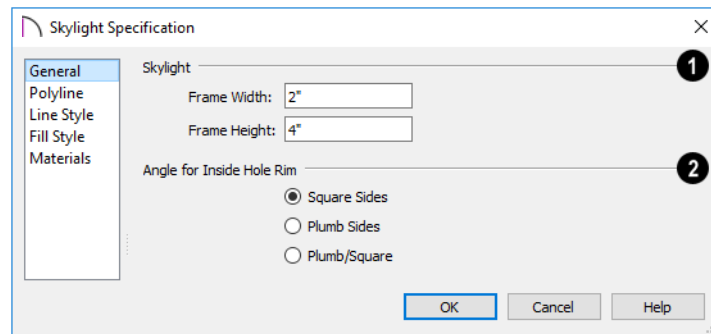 Skylight Specification
General
Polyline
Line Style
Fill Style
Materials
Skylight
1
Frame Width: 2"
Frame Height: 4"
Angle for Inside Hole Rim
2
Square Sides
Plumb Sides
Plumb/Square
OK Cancel Help